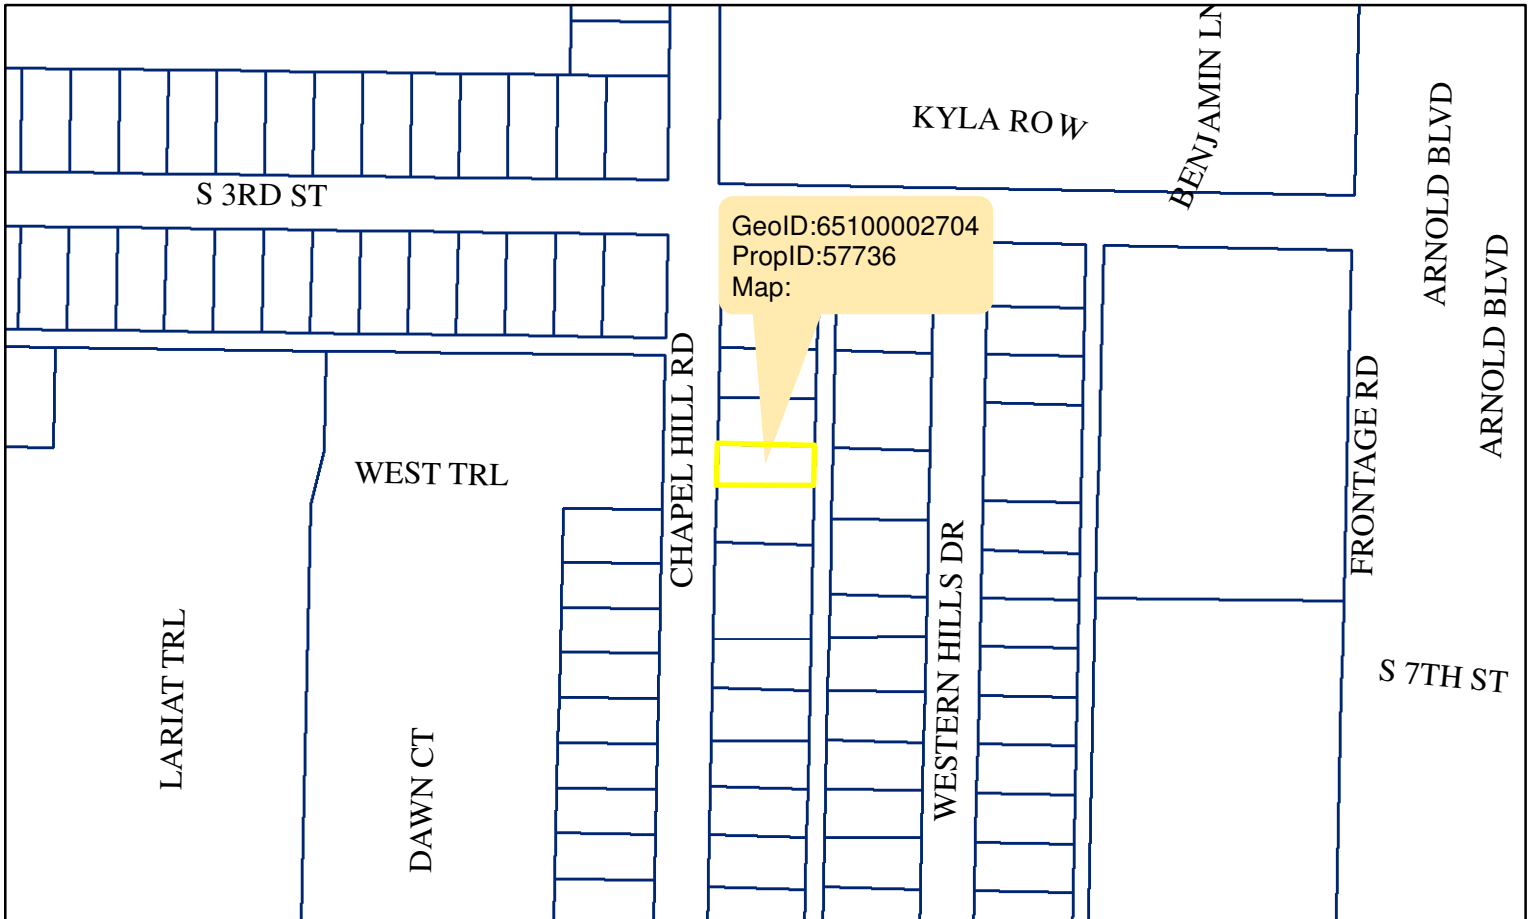 BENJAMIN LN
KYLA ROW
ARNOLD BLVD
S 3RD ST
GeoID:65100002704
PropID:57736
Map:
ARNOLD BLVD
CHAPEL HILL RD
FRONTAGE RD
WEST TRL
WESTERN HILLS DR
LARIAT TRL
S 7TH ST
DAWN CT